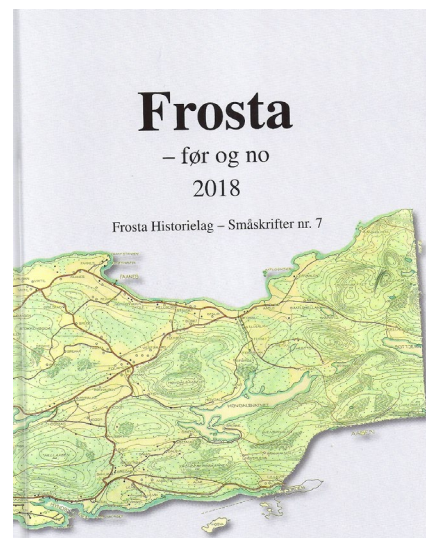 Frosta
– før og no
2018
Frosta Historielag – Småskrifter nr. 7